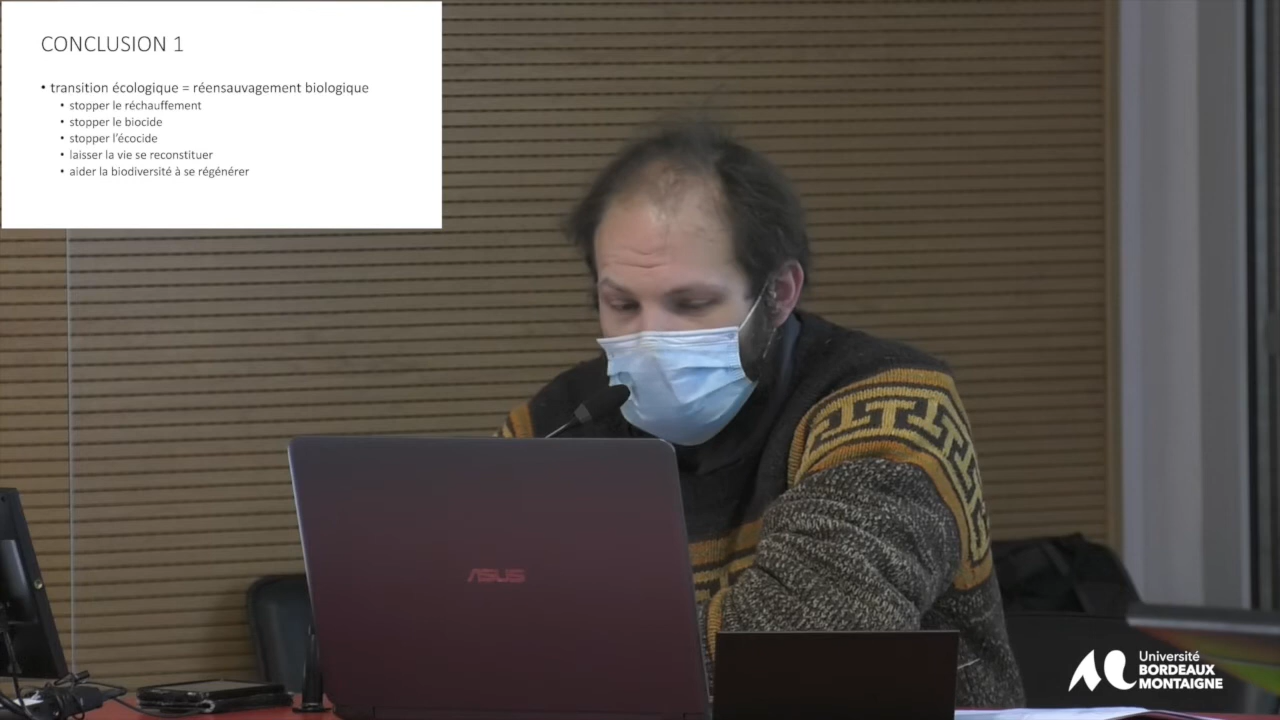 CONCLUSION 1
• transition écologique = réensauvagement biologique
• stopper le réchauffement
• stopper le biocide
• stopper l'écocide
• laisser la vie se reconstituer
• aider la biodiversité à se régénérer
ASUS
Université
BORDEAUX
MONTAIGNE